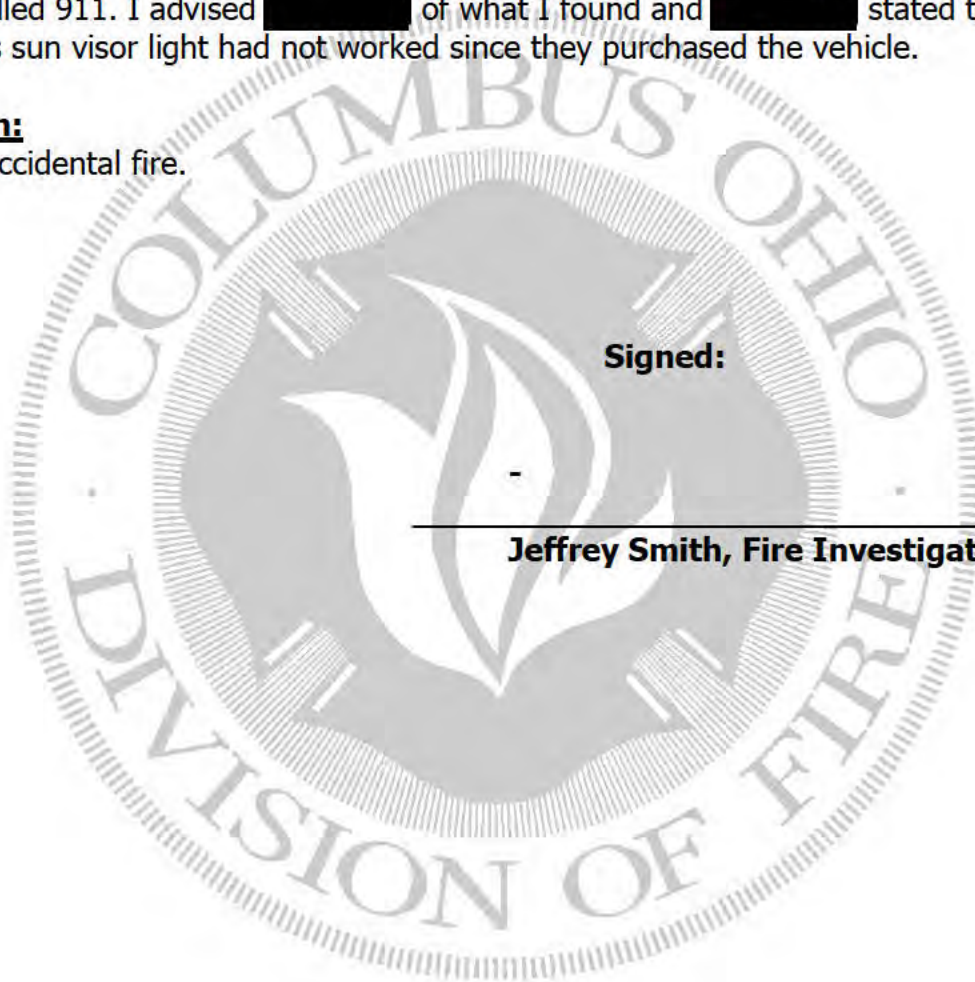 lled 911. I advised of what I found and stated t
s sun visor light had not worked since they purchased the vehicle.
n:
ccidental fire.
COLUMBUS OHIO
Signed:
-
Jeffrey Smith, Fire Investigat
DIVISION OF FIRE